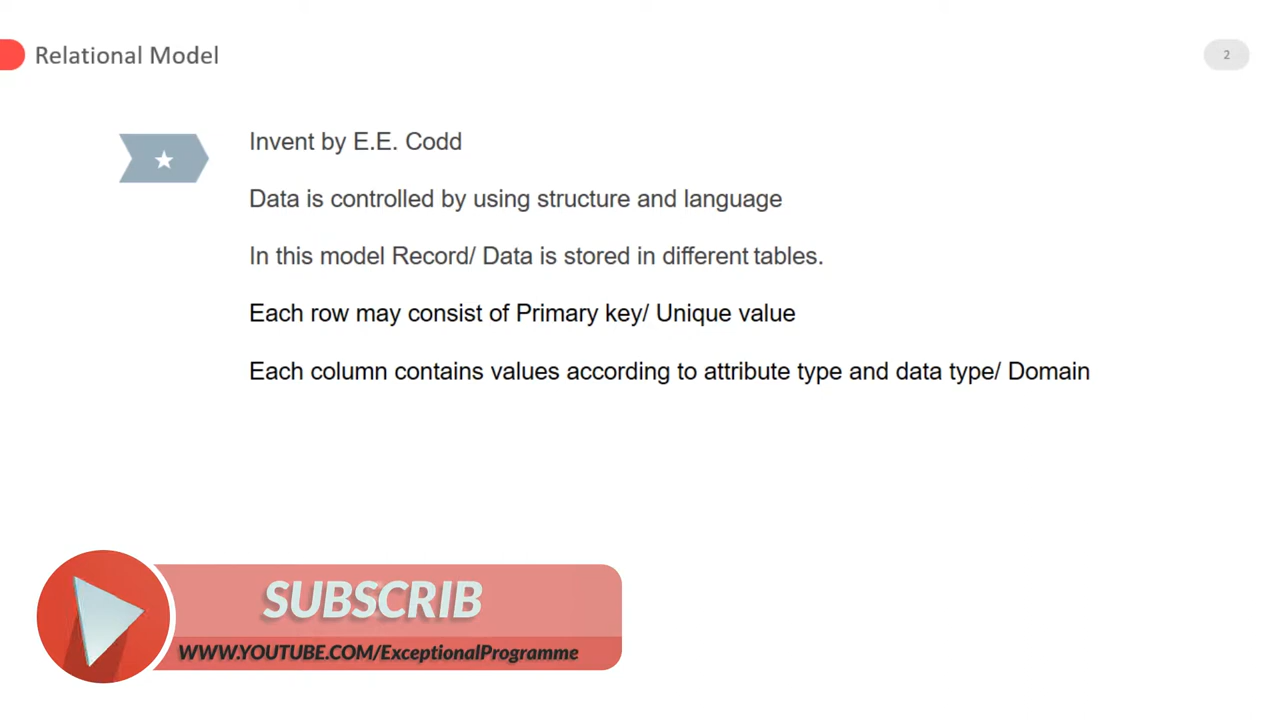 Relational Model
2
Invent by E.E. Codd
Data is controlled by using structure and language
In this model Record/ Data is stored in different tables.
Each row may consist of Primary key/ Unique value
Each column contains values according to attribute type and data type/ Domain
SUBSCRIB
WWW.YOUTUBE.COM/ExceptionalProgramme